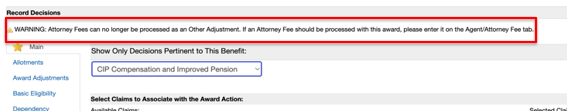 Record Decisions
WARNING: Attorney Fees can no longer be processed as an Other Adjustment. If an Attorney Fee should be processed with this award, please enter it on the Agent/Attorney Fee tab.
Main
Show Only Decisions Pertinent to This Benefit:
Allotments
CIP Compensation and Improved Pension
Award Adjustments
Basic Eligibility
Select Claims to Associate with the Award Action:
Dependency
Available Claims:
Selected Claims